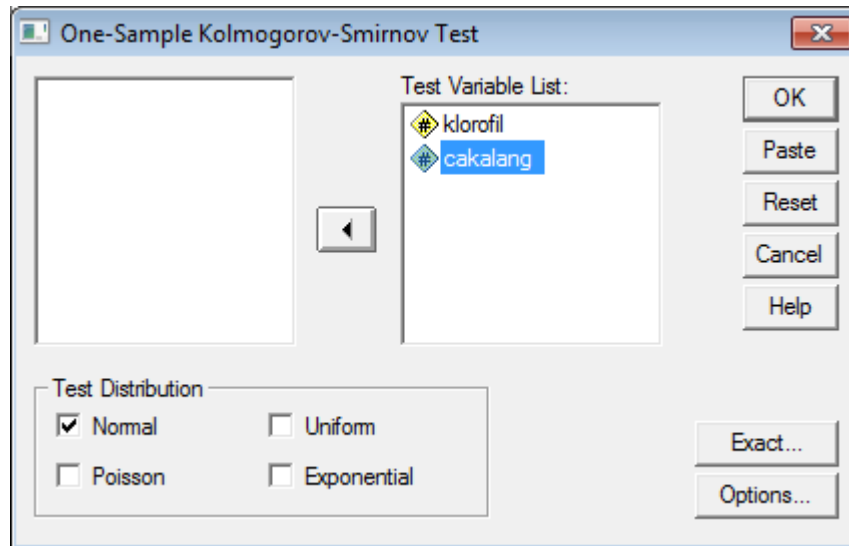 One-Sample Kolmogorov-Smirnov Test
Test Variable List:
klorofil
cakalang
OK
Paste
Reset
Cancel
Help
Test Distribution
Normal
Uniform
Poisson
Exponential
Exact...
Options...